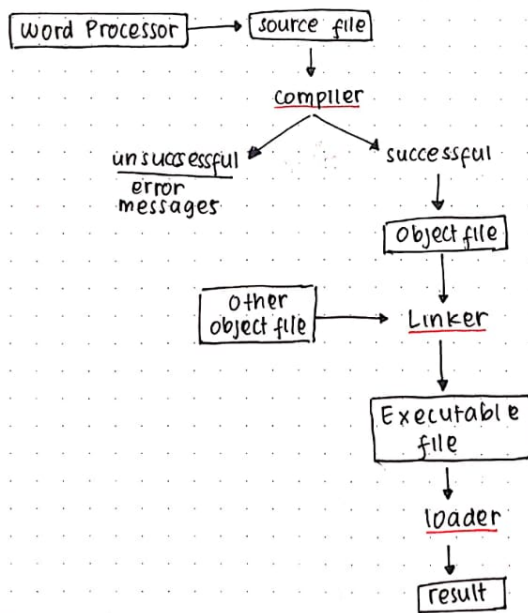 word Processor
source file
compiler
unsuccessful
successful
error
messages
Object file
Other
object file
Linker
Executable
file
loader
result